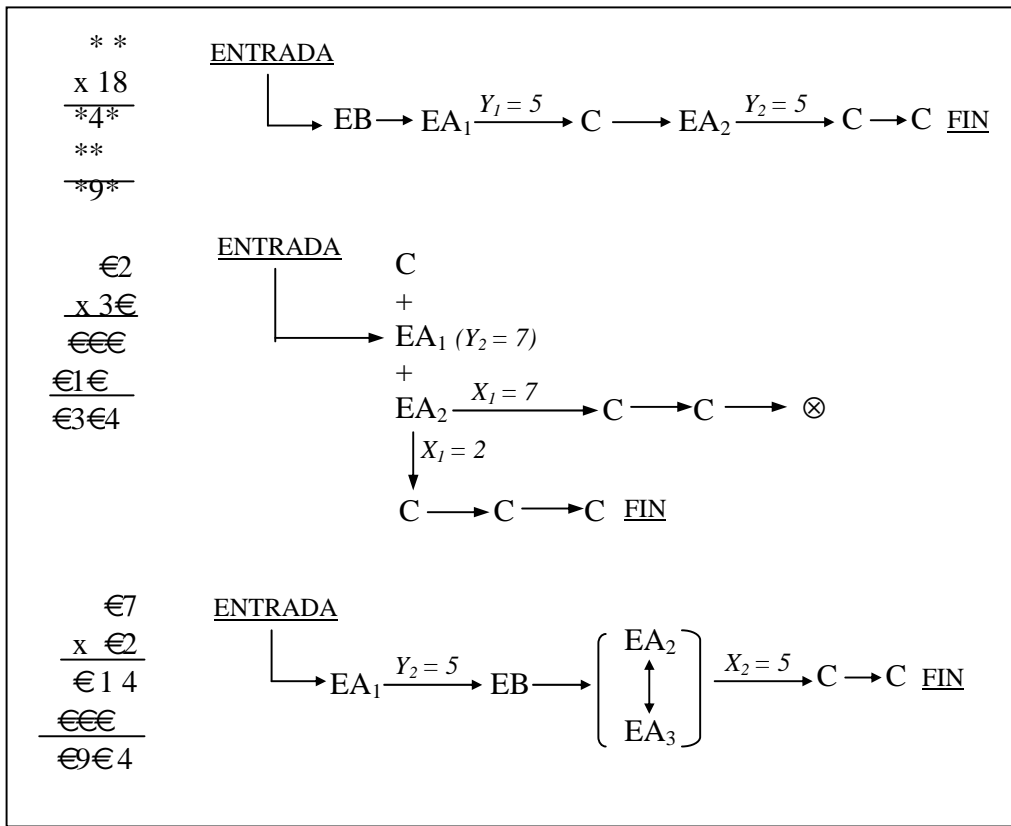 * *
x 18
*4*
**
*9*
ENTRADA
EB → EA₁ Y₁ = 5 → C → EA₂ Y₂ = 5 → C → C FIN
€2
x 3€
€€€
€1€
€3€4
ENTRADA
C
+
EA₁ (Y₂ = 7)
+
EA₂ X₁ = 7 → C → C → ⊗
X₁ = 2
C → C → C FIN
€7
x €2
€ 1 4
€€€
€9€ 4
ENTRADA
EA₂
EA₁ Y₂ = 5 → EB → X₂ = 5 → C → C FIN
EA₃